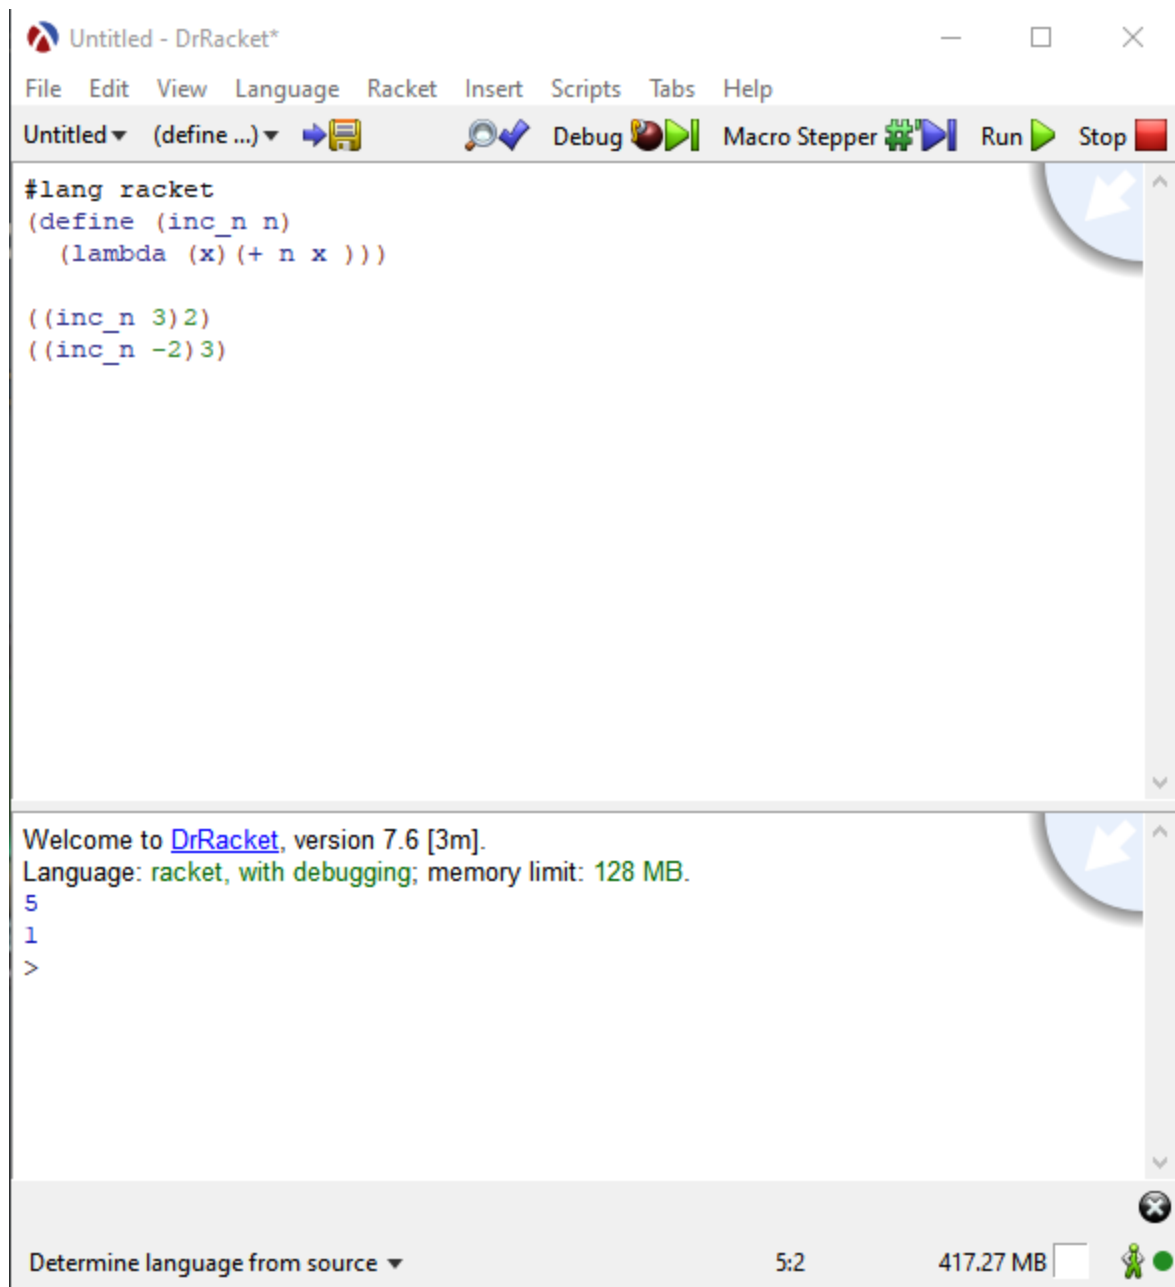 Untitled - DrRacket*
File Edit View Language Racket Insert Scripts Tabs Help
Untitled (define ...) Debug Macro Stepper #' Run Stop
#lang racket
(define (inc_n n)
  (lambda (x)(+ n x )))
((inc_n 3)2)
((inc_n -2)3)
Welcome to DrRacket, version 7.6 [3m].
Language: racket, with debugging; memory limit: 128 MB.
5
1
>
Determine language from source 5:2 417.27 MB